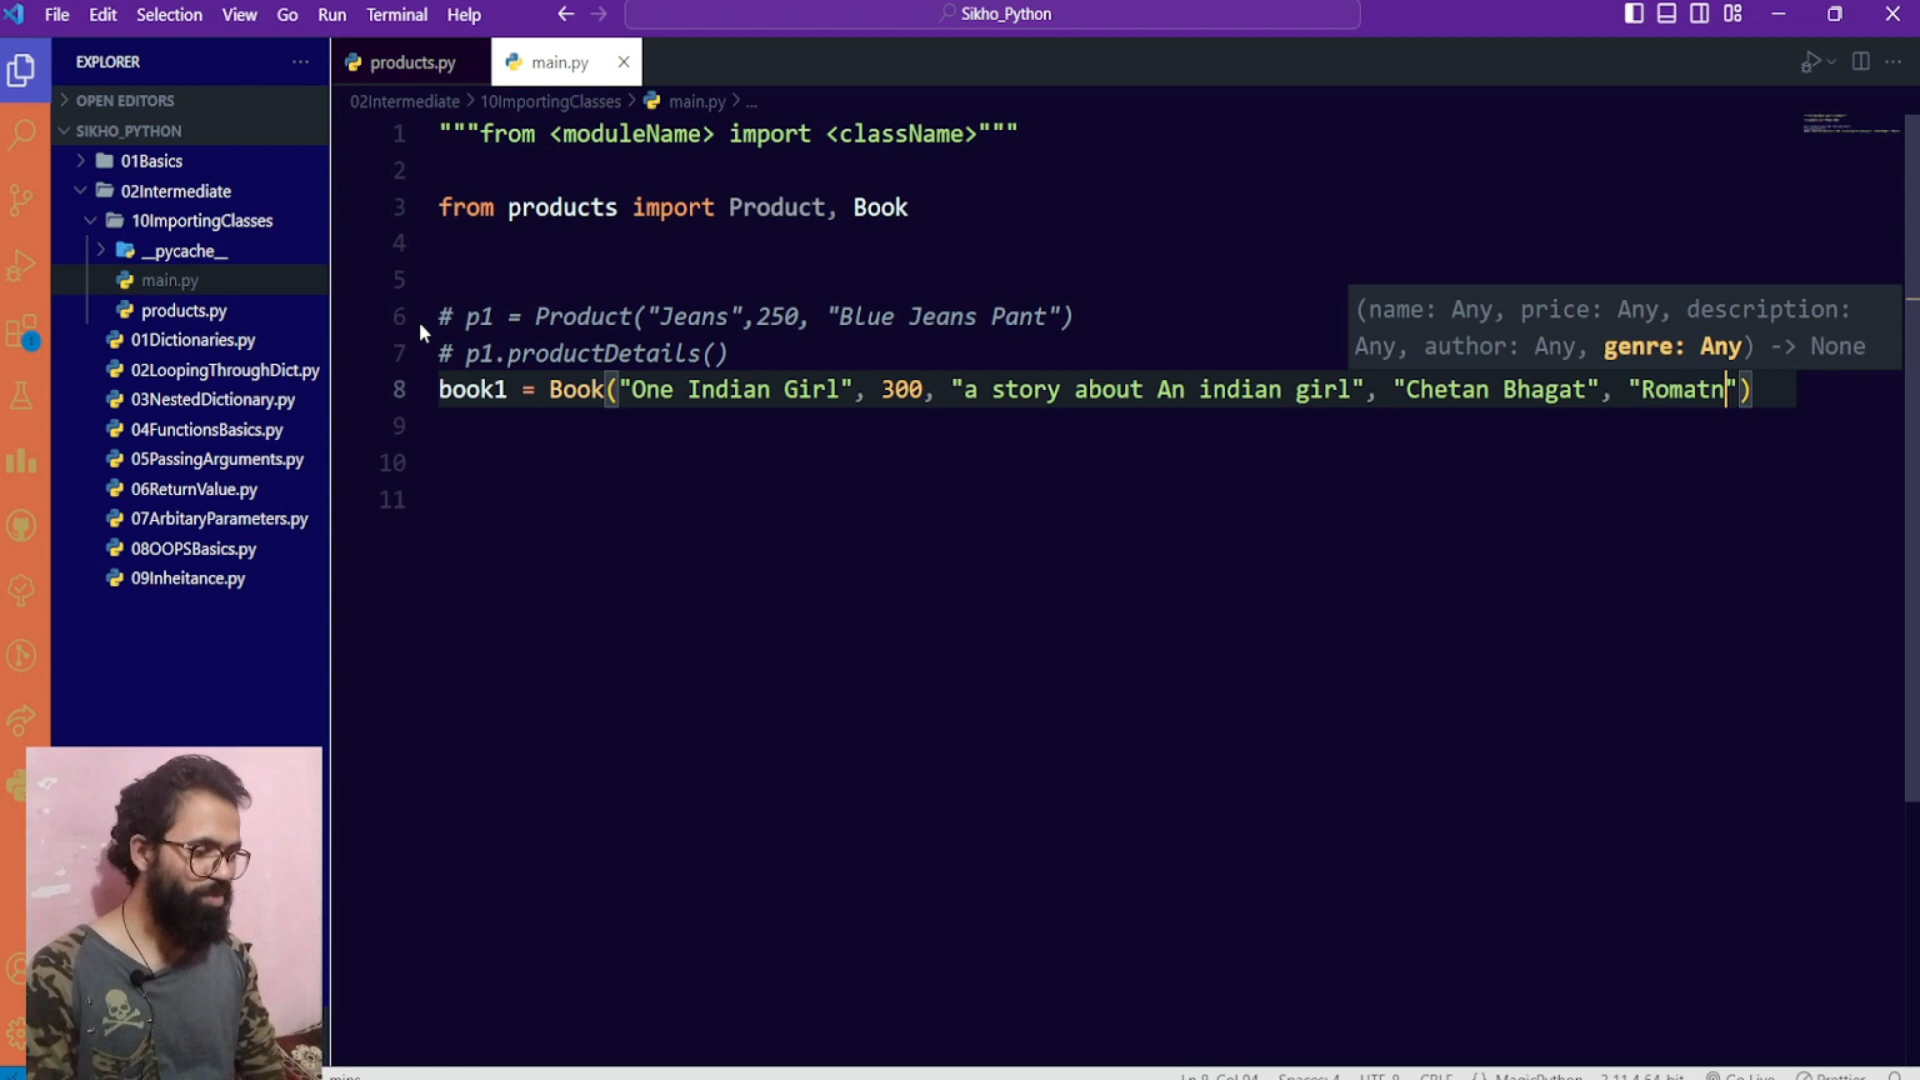 File Edit Selection View Go Run Terminal Help
Sikho_Python
EXPLORER
OPEN EDITORS
SIKHO_PYTHON
01Basics
02Intermediate
10ImportingClasses
__pycache__
main.py
products.py
01Dictionaries.py
02LoopingThroughDict.py
03NestedDictionary.py
04FunctionsBasics.py
05PassingArguments.py
06ReturnValue.py
07ArbitaryParameters.py
08OOPSBasics.py
09Inheitance.py
1
products.py main.py
02Intermediate > 10ImportingClasses > main.py > ...
1 """from <moduleName> import <className>"""
2
3 from products import Product, Book
4
5
6 # p1 = Product("Jeans",250, "Blue Jeans Pant")
7 # p1.productDetails()
8 book1 = Book("One Indian Girl", 300, "a story about An indian girl", "Chetan Bhagat", "Romatn")
9
10
11
(name: Any, price: Any, description:
Any, author: Any, genre: Any) -> None